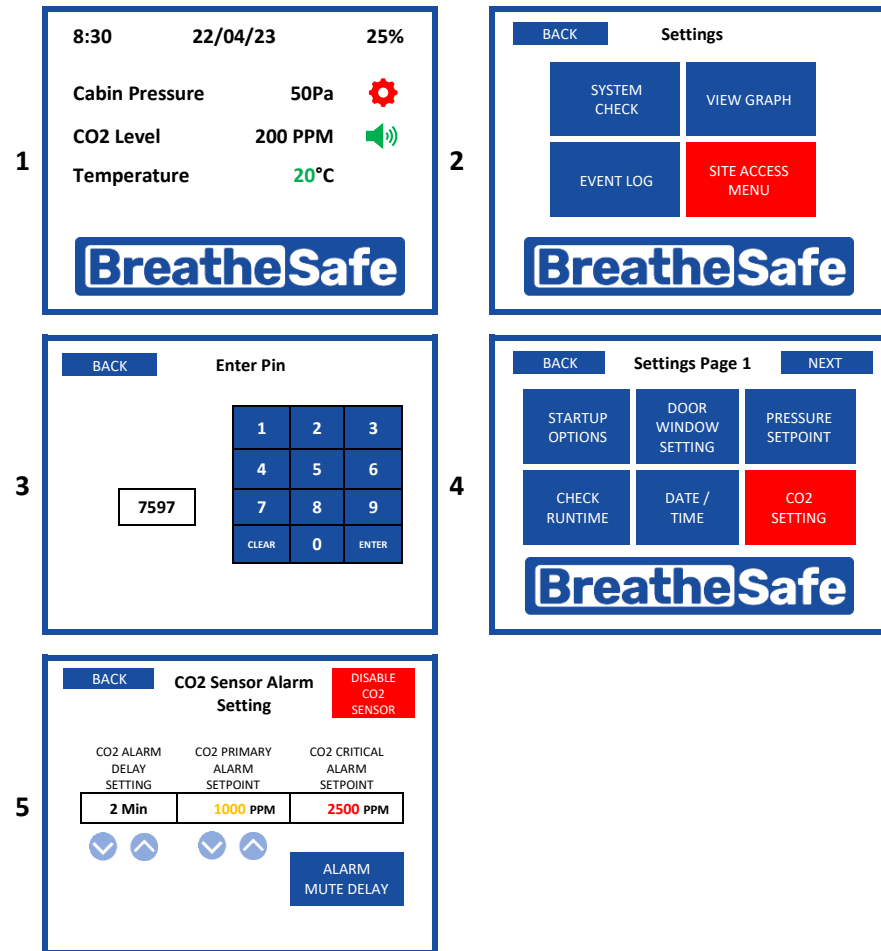 1
8:30 22/04/23 25%
Cabin Pressure 50Pa
CO2 Level 200 PPM
Temperature 20°C
BreatheSafe
2
BACK Settings
SYSTEM
CHECK
VIEW GRAPH
EVENT LOG
SITE ACCESS
MENU
BreatheSafe
3
BACK Enter Pin
7597
1 2 3
4 5 6
7 8 9
CLEAR 0 ENTER
4
BACK Settings Page 1 NEXT
STARTUP
OPTIONS
DOOR
WINDOW
SETTING
PRESSURE
SETPOINT
CHECK
RUNTIME
DATE /
TIME
CO2
SETTING
BreatheSafe
5
BACK
CO2 Sensor Alarm
Setting
DISABLE
CO2
SENSOR
CO2 ALARM
DELAY
SETTING
CO2 PRIMARY
ALARM
SETPOINT
CO2 CRITICAL
ALARM
SETPOINT
2 Min 1000 PPM 2500 PPM
ALARM
MUTE DELAY